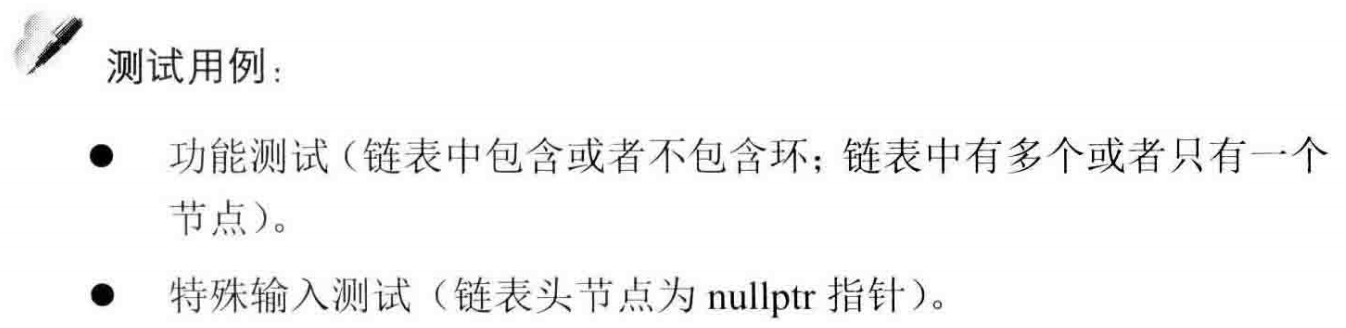 测试用例：
● 功能测试（链表中包含或者不包含环；链表中有多个或者只有一个
节点）。
● 特殊输入测试（链表头节点为 nullptr 指针）。